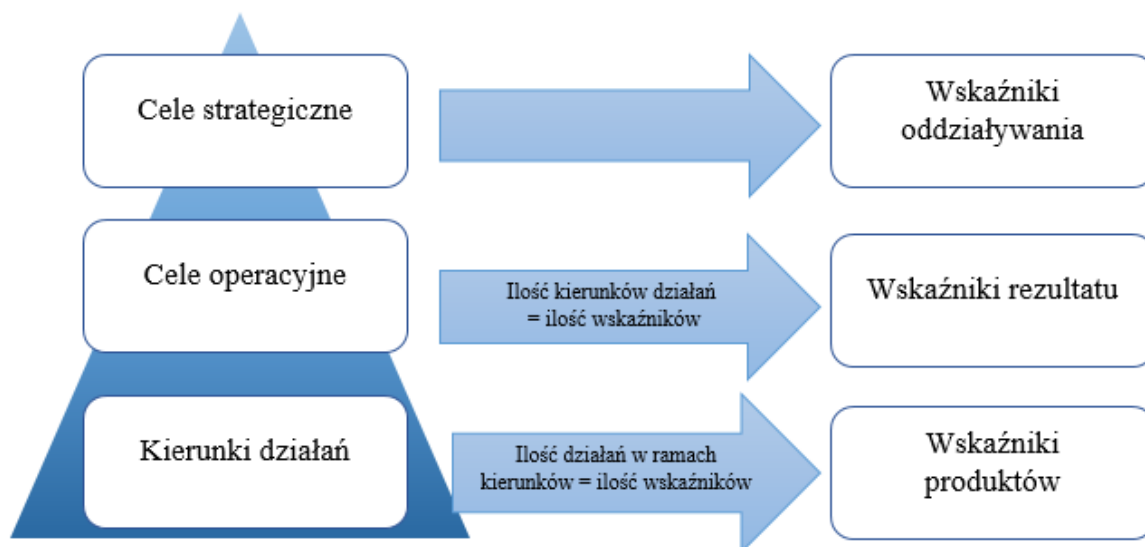 Cele strategiczne
Wskaźniki
oddziaływania
Cele operacyjne
Ilość kierunków działań
= ilość wskaźników
Wskaźniki rezultatu
Kierunki działań
Ilość działań w ramach
kierunków = ilość wskaźników
Wskaźniki
produktów